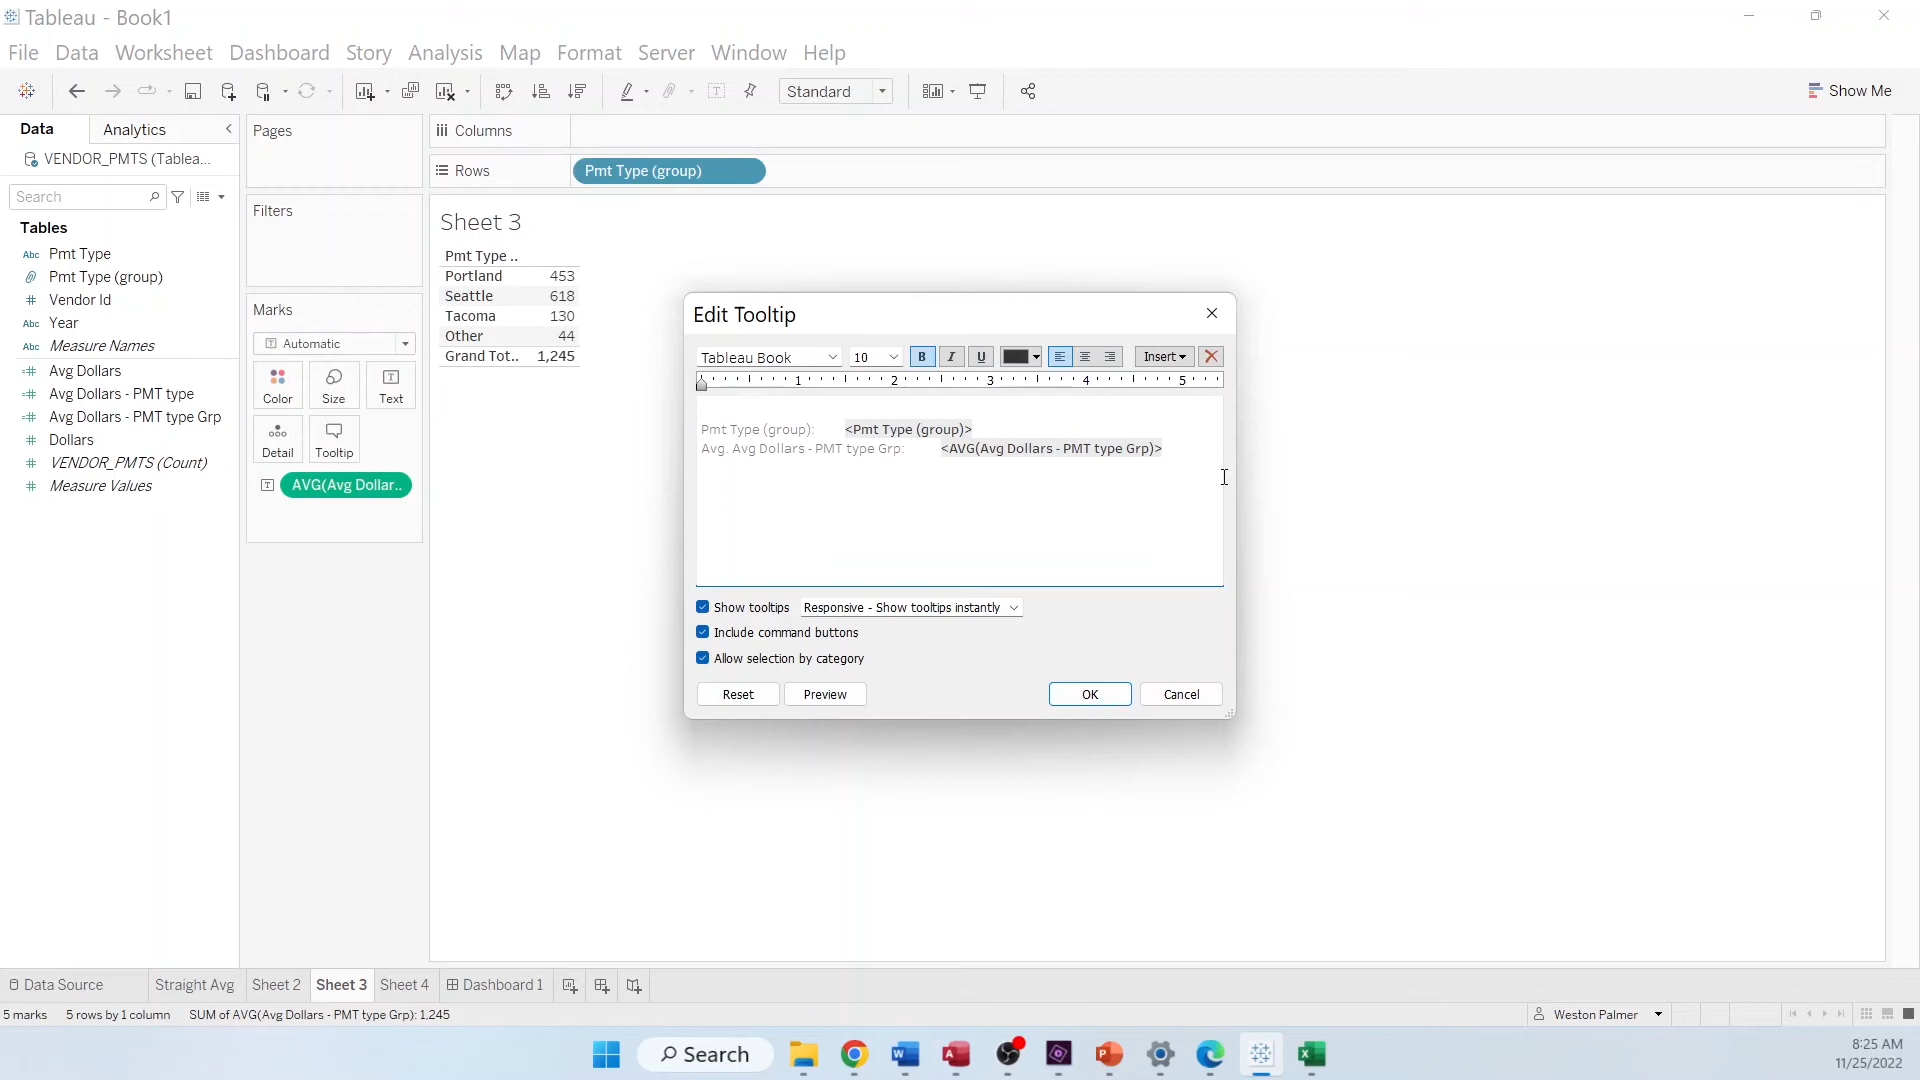 Tableau - Book1
File Data Worksheet Dashboard Story Analysis Map Format Server Window Help
Standard
Show Me
Data
Analytics
VENDOR_PMTS (Tablea...
Search
Tables
Abc Pmt Type
Pmt Type (group)
# Vendor Id
Abc Year
Abc Measure Names
=# Avg Dollars
=# Avg Dollars - PMT type
=# Avg Dollars - PMT type Grp
# Dollars
# VENDOR_PMTS (Count)
# Measure Values
Pages
Filters
Marks
T Automatic
Color
Size
T Text
Detail
Tooltip
T AVG(Avg Dollar..
Columns
Rows
Pmt Type (group)
Sheet 3
Pmt Type ..
Portland 453
Seattle 618
Tacoma 130
Other 44
Grand Tot.. 1,245
Edit Tooltip
Tableau Book 10 B I U Insert
1 2 3 4 5
Pmt Type (group): <Pmt Type (group)>
Avg. Avg Dollars - PMT type Grp: <AVG(Avg Dollars - PMT type Grp)>
Show tooltips Responsive - Show tooltips instantly
Include command buttons
Allow selection by category
Reset Preview OK Cancel
Data Source Straight Avg Sheet 2 Sheet 3 Sheet 4 Dashboard 1
5 marks 5 rows by 1 column SUM of AVG(Avg Dollars - PMT type Grp): 1,245
Weston Palmer
Search
8:25 AM
11/25/2022